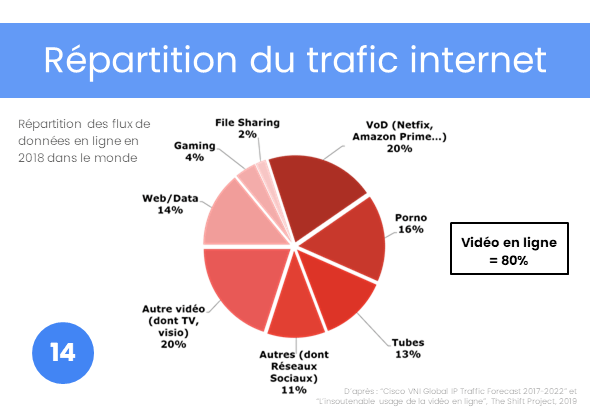 Répartition du trafic internet
Répartition des flux de
données en ligne en
2018 dans le monde
File Sharing
2%
Gaming
4%
VoD (Netfix,
Amazon Prime...)
20%
Web/Data
14%
Porno
16%
Vidéo en ligne
= 80%
Autre vidéo
(dont TV,
visio)
20%
Tubes
13%
Autres (dont
Réseaux
Sociaux)
11%
14
D'après : "Cisco VNI Global IP Traffic Forecast 2017-2022" et
"L'insoutenable usage de la vidéo en ligne", The Shift Project, 2019